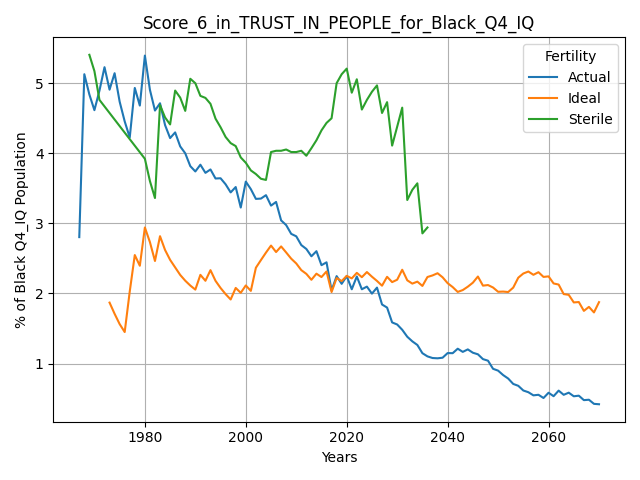 Score_6_in_TRUST_IN_PEOPLE_for_Black_Q4_IQ
Fertility
Actual
Ideal
Sterile
% of Black Q4_IQ Population
5
4
3
2
1
1980
2000
2020
2040
2060
Years